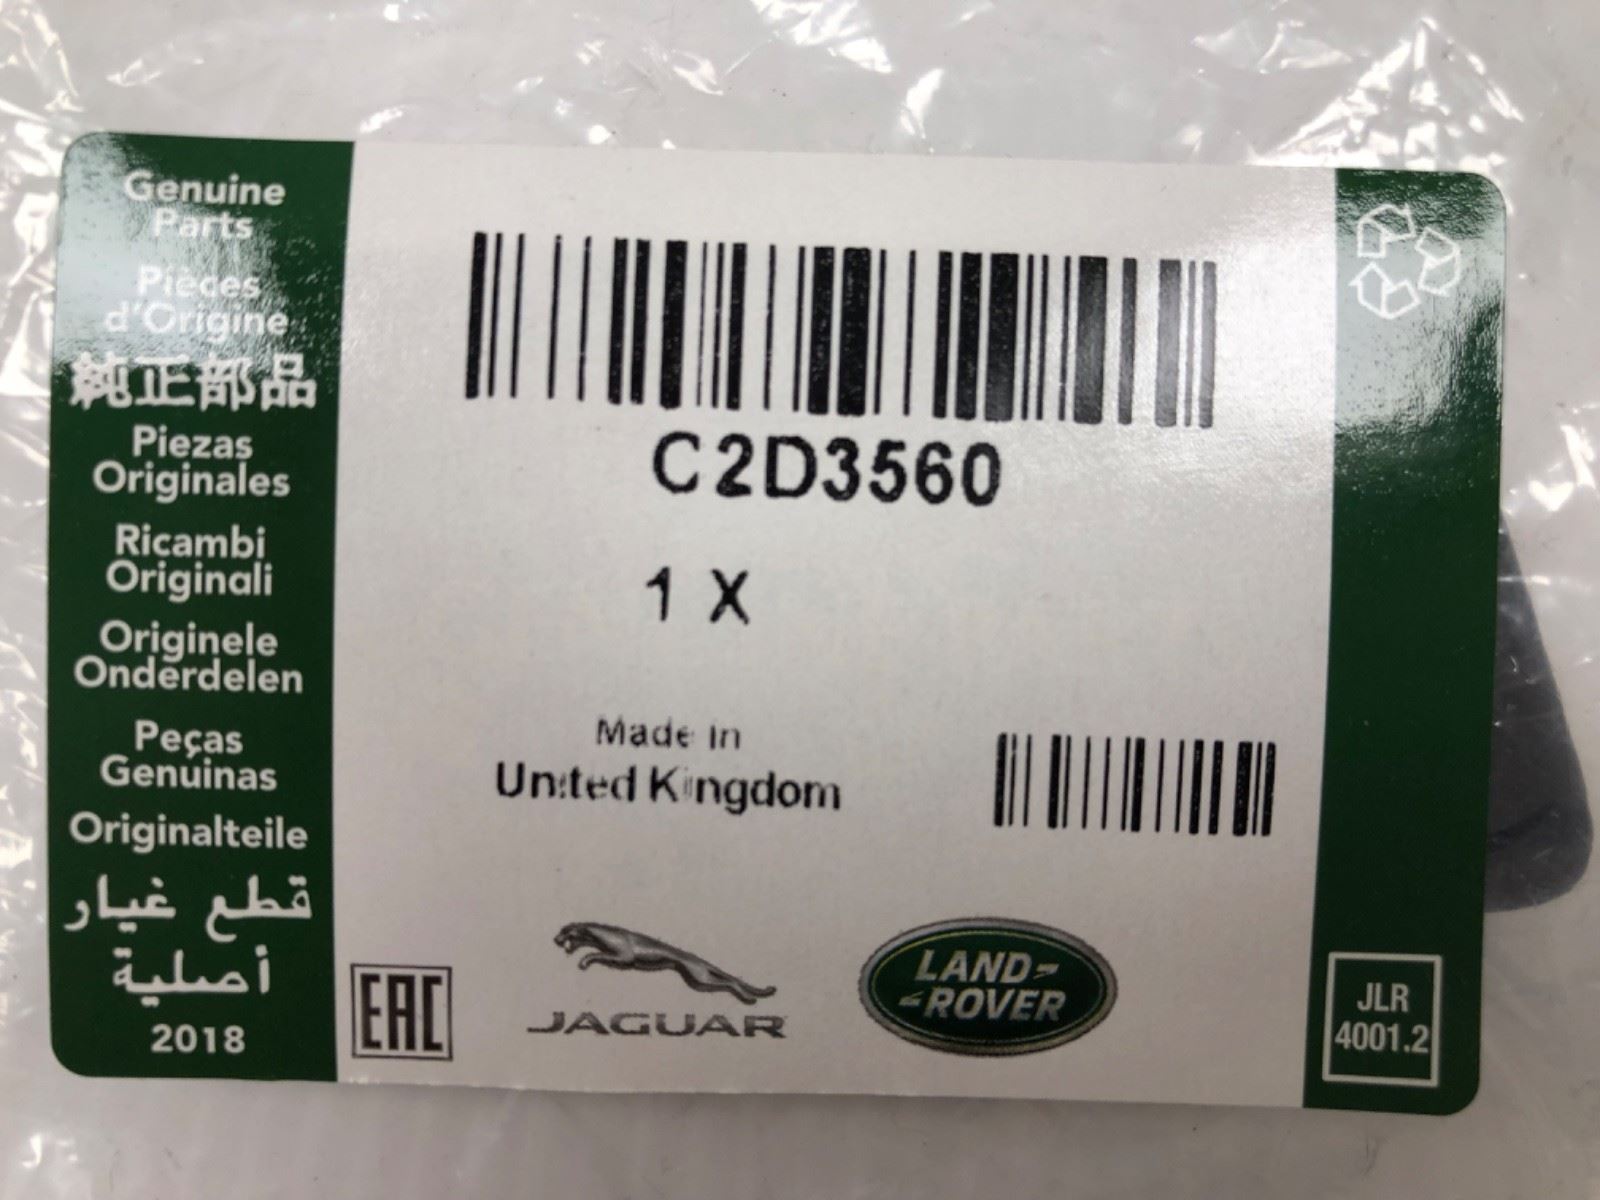 Genuine
Parts
Pièces
d'Origine
純正部品
Piezas
Originales
Ricambi
Originali
Originele
Onderdelen
Peças
Genuinas
Originalteile
قطع غيار
أصلية
2018
C2D3560
1 X
Made in
United Kingdom
EAC
JAGUAR
LAND-
-ROVER
JLR
4001.2